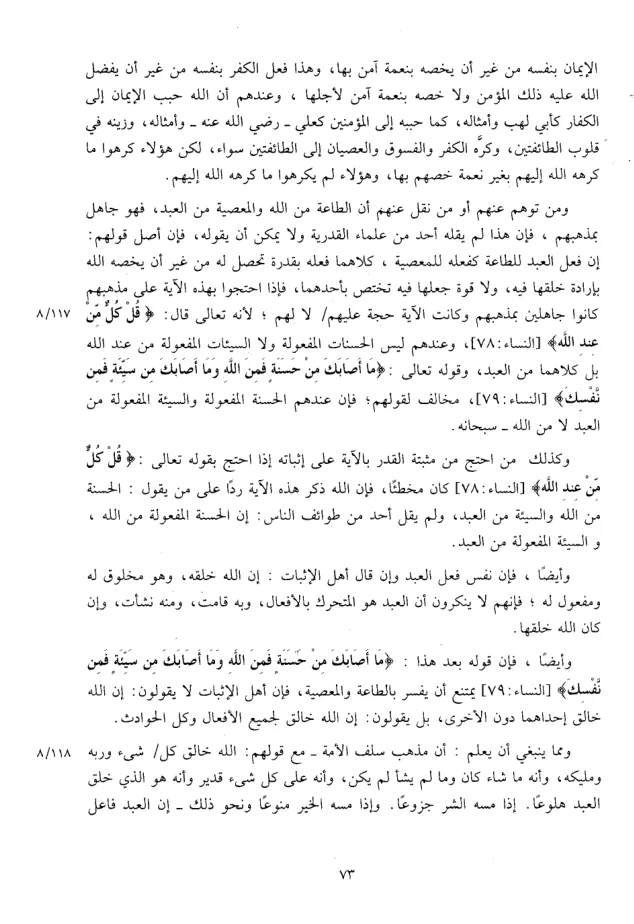 الإيمان بنفسه من غير أن يخصه بنعمة آمن بها، وهذا فعل الكفر بنفسه من غير أن يفضل
الله عليه ذلك المؤمن ولا خصه بنعمة آمن لأجلها ، وعندهم أن الله حبب الإيمان إلى
الكفار كأبي لهب وأمثاله، كما حببه إلى المؤمنين كعلي ـ رضي الله عنه ـ وأمثاله، وزينه في
قلوب الطائفتين، وكرَّه الكفر والفسوق والعصيان إلى الطائفتين سواء، لكن هؤلاء كرهوا ما
كرهه الله إليهم بغير نعمة خصهم بها، وهؤلاء لم يكرهوا ما كرهه الله إليهم.
ومن توهم عنهم أو من نقل عنهم أن الطاعة من الله والمعصية من العبد، فهو جاهل
بمذهبهم ، فإن هذا لم يقله أحد من علماء القدرية ولا يمكن أن يقوله، فإن أصل قولهم:
إن فعل العبد للطاعة كفعله للمعصية ، كلاهما فعله بقدرة تحصل له من غير أن يخصه الله
بإرادة خلقها فيه، ولا قوة جعلها فيه تختص بأحدهما، فإذا احتجوا بهذه الآية على مذهبهم
كانوا جاهلين بمذهبهم وكانت الآية حجة عليهم/ لا لهم ؛ لأنه تعالى قال: ﴿ قُلْ كُلٌّ مِّنْ ٨/١١٧
عِندِ اللَّهِ﴾ [النساء:٧٨]، وعندهم ليس الحسنات المفعولة ولا السيئات المفعولة من عند الله
بل كلاهما من العبد، وقوله تعالى :﴿مَا أَصَابَكَ مِنْ حَسَنَةٍ فَمِنَ اللَّهِ وَمَا أَصَابَكَ مِن سَيِّئَةٍ فَمِن
نَّفْسِكَ﴾ [النساء:٧٩]، مخالف لقولهم؛ فإن عندهم الحسنة المفعولة والسيئة المفعولة من
العبد لا من الله ـ سبحانه.
وكذلك من احتج من مثبتة القدر بالآية على إثباته إذا احتج بقوله تعالى :﴿ قُلْ كُلٌّ
مِّنْ عِندِ اللَّهِ﴾ [النساء:٧٨] كان مخطئًا، فإن الله ذكر هذه الآية ردًا على من يقول : الحسنة
من الله والسيئة من العبد، ولم يقل أحد من طوائف الناس: إن الحسنة المفعولة من الله ،
و السيئة المفعولة من العبد.
وأيضًا ، فإن نفس فعل العبد وإن قال أهل الإثبات : إن الله خلقه، وهو مخلوق له
ومفعول له ؛ فإنهم لا ينكرون أن العبد هو المتحرك بالأفعال، وبه قامت، ومنه نشأت، وإن
كان الله خلقها.
وأيضًا ، فإن قوله بعد هذا : ﴿مَا أَصَابَكَ مِنْ حَسَنَةٍ فَمِنَ اللَّهِ وَمَا أَصَابَكَ مِن سَيِّئَةٍ فَمِن
نَّفْسِكَ﴾ [النساء:٧٩] يمتنع أن يفسر بالطاعة والمعصية، فإن أهل الإثبات لا يقولون: إن الله
خالق إحداهما دون الأخرى، بل يقولون: إن الله خالق لجميع الأفعال وكل الحوادث.
ومما ينبغي أن يعلم : أن مذهب سلف الأمة ـ مع قولهم: الله خالق كل/ شيء وربه ٨/١١٨
ومليكه، وأنه ما شاء كان وما لم يشأ لم يكن، وأنه على كل شيء قدير وأنه هو الذي خلق
العبد هلوعًا. إذا مسه الشر جزوعًا. وإذا مسه الخير منوعًا ونحو ذلك ـ إن العبد فاعل
٧٣